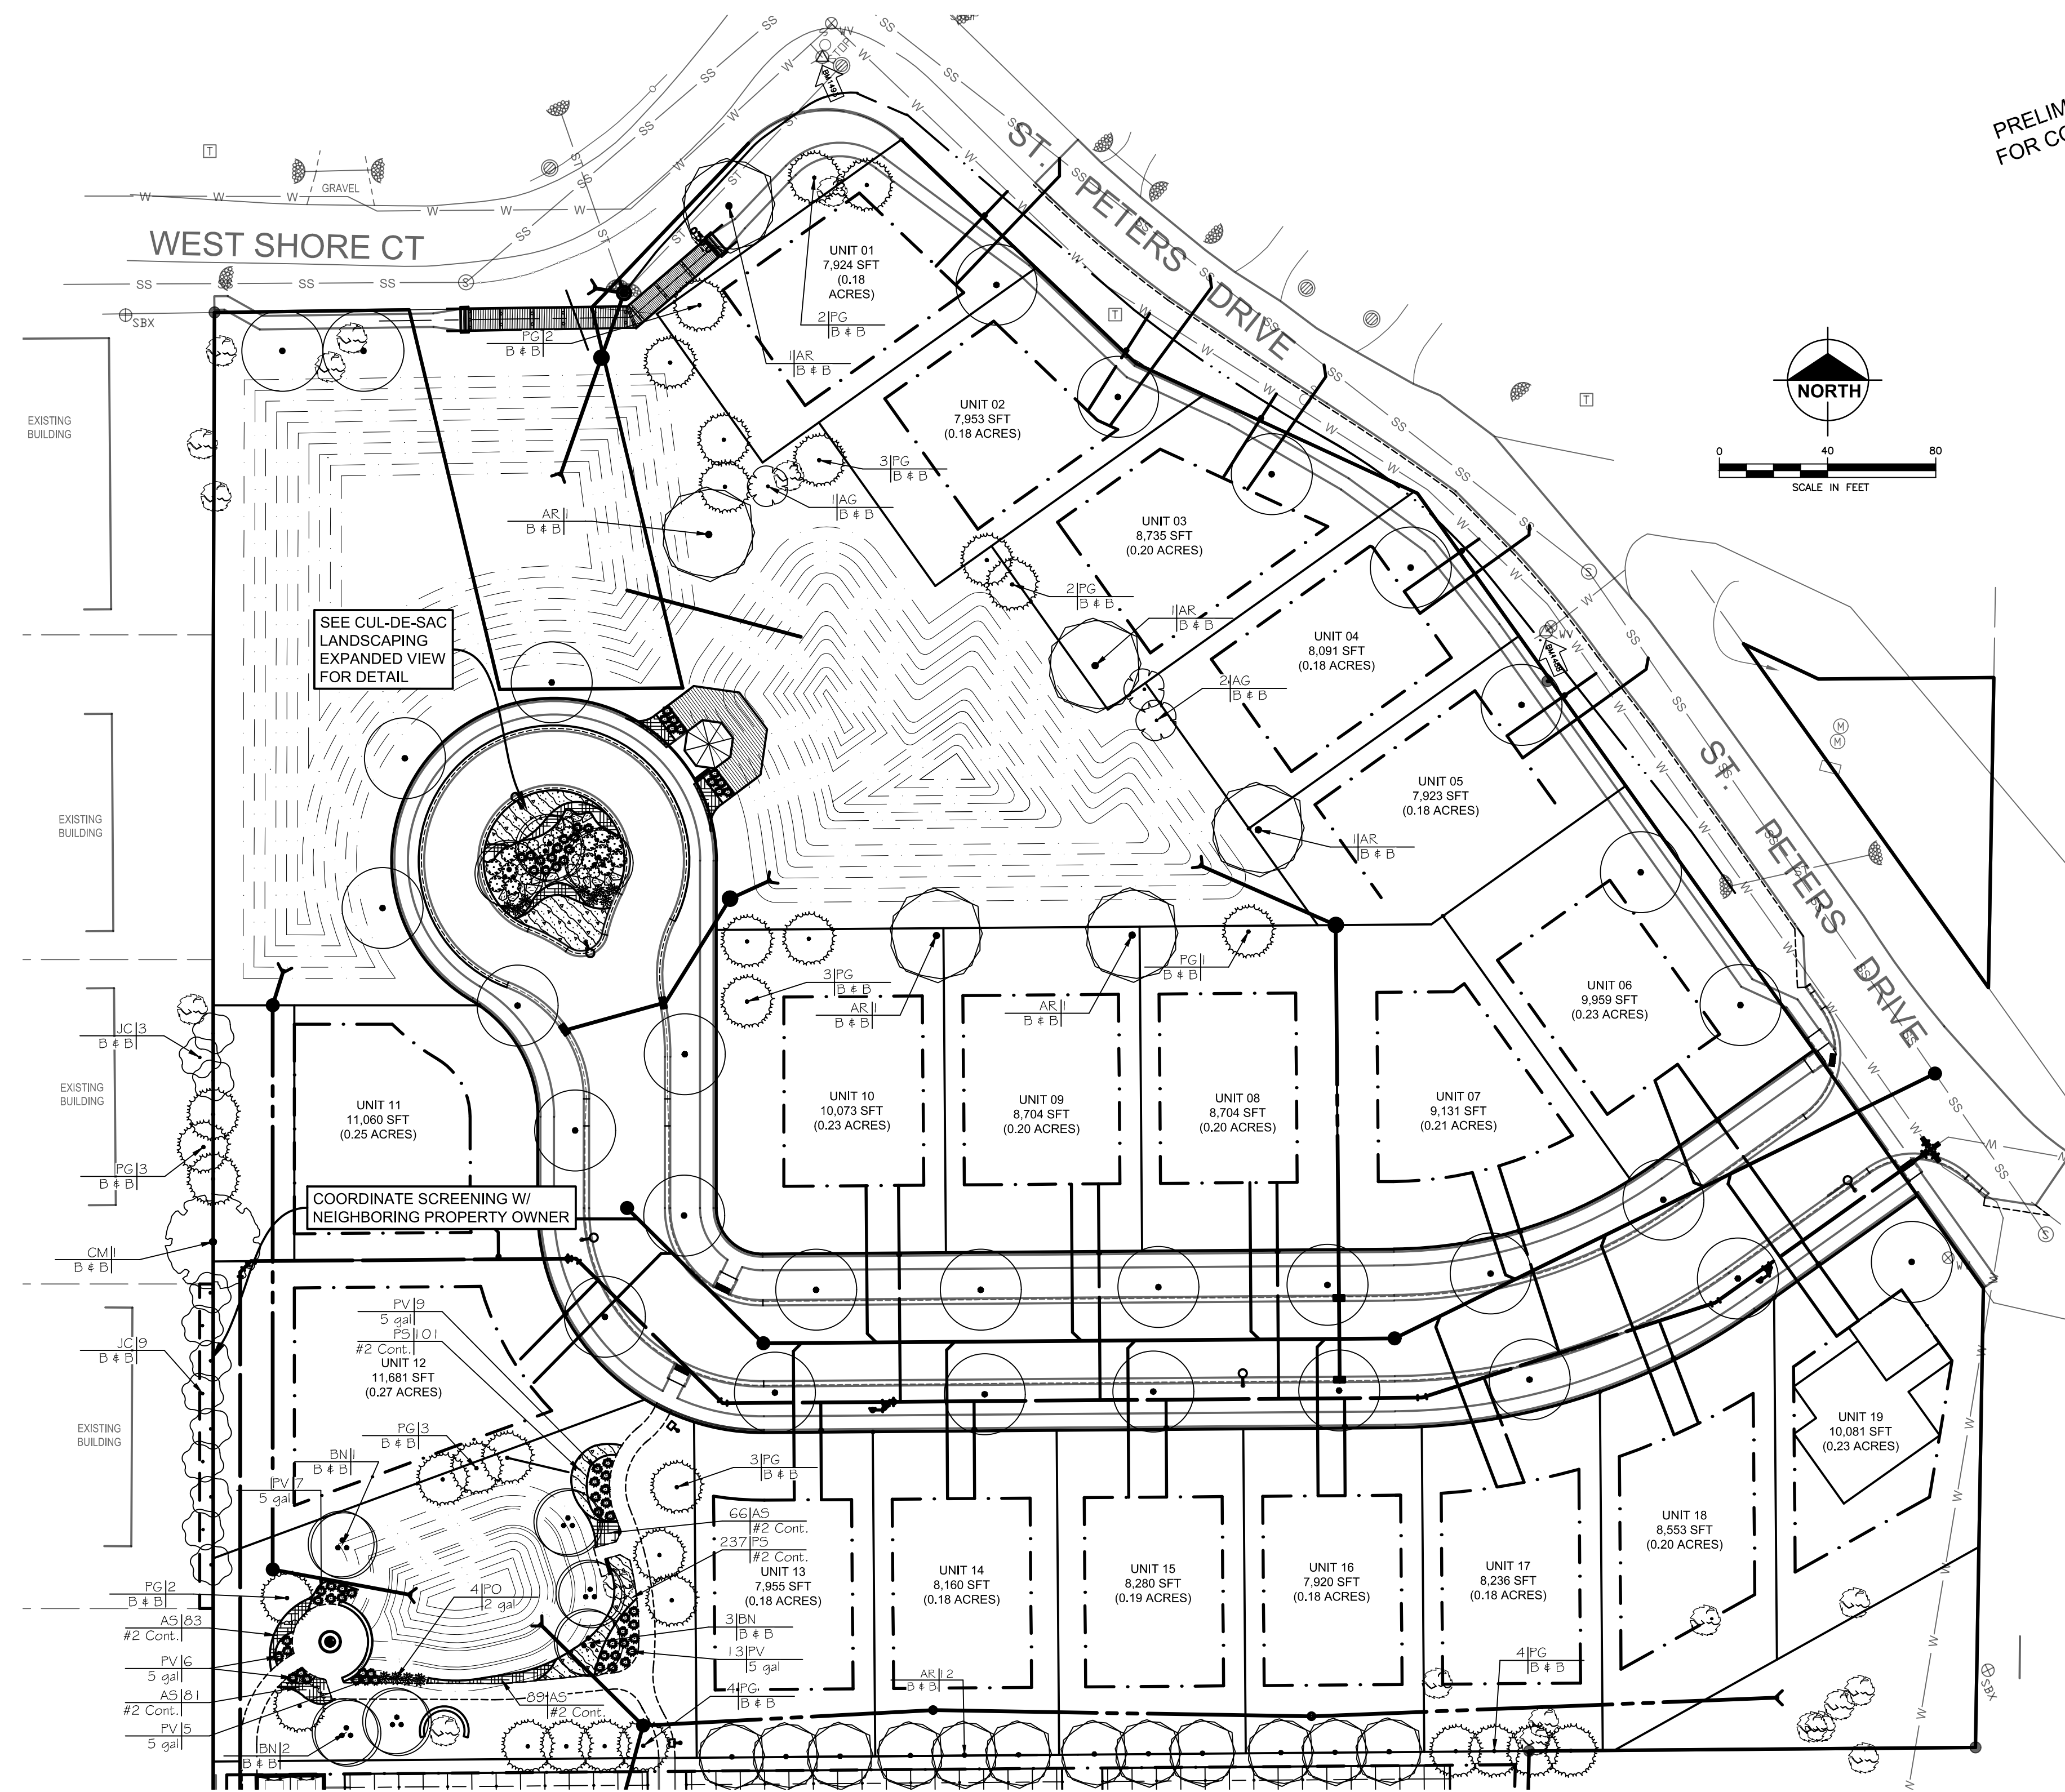 PRELIM
FOR CO
WEST SHORE CT
GRAVEL
ST. PETERS DRIVE
ST. PETERS DRIVE
STOP
WV
SBX
T
T
T
BM1495
BM1488
NORTH
0 40 80
SCALE IN FEET
EXISTING
BUILDING
EXISTING
BUILDING
EXISTING
BUILDING
EXISTING
BUILDING
UNIT 01
7,924 SFT
(0.18
ACRES)
2|PG
B & B
1|AR
B & B
PG|2
B & B
UNIT 02
7,953 SFT
(0.18 ACRES)
3|PG
B & B
1|AG
B & B
AR|1
B & B
UNIT 03
8,735 SFT
(0.20 ACRES)
2|PG
B & B
1|AR
B & B
UNIT 04
8,091 SFT
(0.18 ACRES)
2|AG
B & B
SEE CUL-DE-SAC
LANDSCAPING
EXPANDED VIEW
FOR DETAIL
WV
UNIT 05
7,923 SFT
(0.18 ACRES)
1|AR
B & B
M
M
3|PG
B & B
AR|1
B & B
AR|1
B & B
PG|1
B & B
UNIT 06
9,959 SFT
(0.23 ACRES)
JC|3
B & B
UNIT 11
11,060 SFT
(0.25 ACRES)
UNIT 10
10,073 SFT
(0.23 ACRES)
UNIT 09
8,704 SFT
(0.20 ACRES)
UNIT 08
8,704 SFT
(0.20 ACRES)
UNIT 07
9,131 SFT
(0.21 ACRES)
PG|3
B & B
COORDINATE SCREENING W/
NEIGHBORING PROPERTY OWNER
CM|1
B & B
JC|9
B & B
PV|9
5 gal
PS|101
#2 Cont.
UNIT 12
11,681 SFT
(0.27 ACRES)
PG|3
B & B
BN|1
B & B
PV|7
5 gal
3|PG
B & B
66|AS
#2 Cont.
237|PS
#2 Cont.
UNIT 13
7,955 SFT
(0.18 ACRES)
UNIT 14
8,160 SFT
(0.18 ACRES)
UNIT 15
8,280 SFT
(0.19 ACRES)
UNIT 16
7,920 SFT
(0.18 ACRES)
UNIT 17
8,236 SFT
(0.18 ACRES)
UNIT 18
8,553 SFT
(0.20 ACRES)
UNIT 19
10,081 SFT
(0.23 ACRES)
PG|2
B & B
AS|83
#2 Cont.
PV|6
5 gal
AS|81
#2 Cont.
PV|5
5 gal
4|PO
2 gal
3|BN
B & B
13|PV
5 gal
4|PG
B & B
89|AS
#2 Cont.
BN|2
B & B
AR|12
B & B
4|PG
B & B
SBX